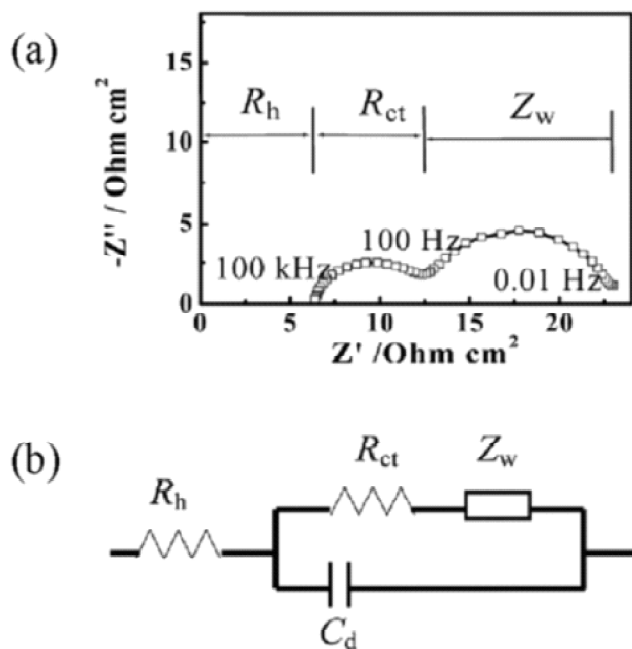 (a)
-Z'' / Ohm cm²
15
10
5
0
R_h
R_ct
Z_w
100 kHz
100 Hz
0.01 Hz
0 5 10 15 20
Z' /Ohm cm²
(b)
R_h
R_ct
Z_w
C_d